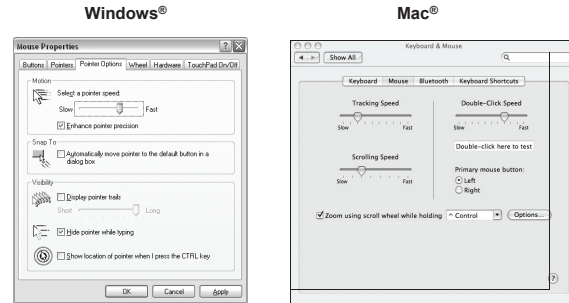 Windows®
Mac®
Mouse Properties
Buttons Pointers Pointer Options Wheel Hardware TouchPad On/Off
Motion
Select a pointer speed:
Slow Fast
Enhance pointer precision
Snap To
Automatically move pointer to the default button in a
dialog box
Visibility
Display pointer trails
Short Long
Hide pointer while typing
Show location of pointer when I press the CTRL key
OK Cancel Apply
Keyboard & Mouse
Show All
Keyboard Mouse Bluetooth Keyboard Shortcuts
Tracking Speed
Slow Fast
Double-Click Speed
Slow Fast
Double-click here to test
Scrolling Speed
Slow Fast
Primary mouse button:
Left
Right
Zoom using scroll wheel while holding ^ Control Options...
?